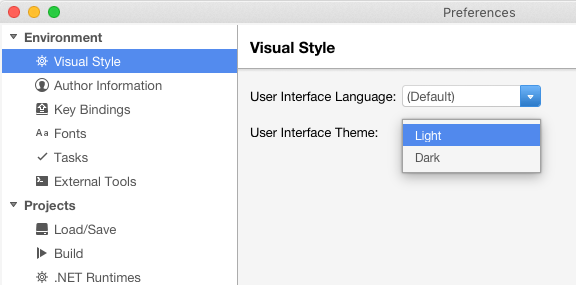 Preferences
Environment
Visual Style
Author Information
Key Bindings
Aa Fonts
Tasks
External Tools
Projects
Load/Save
Build
.NET Runtimes
Visual Style
User Interface Language: (Default)
User Interface Theme:
Light
Dark